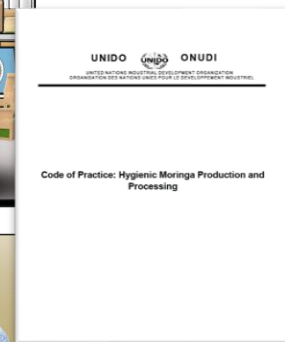 UNIDO UNIDO ONUDI
UNITED NATIONS INDUSTRIAL DEVELOPMENT ORGANIZATION
ORGANISATION DES NATIONS UNIES POUR LE DEVELOPPEMENT INDUSTRIEL
Code of Practice: Hygienic Moringa Production and
Processing